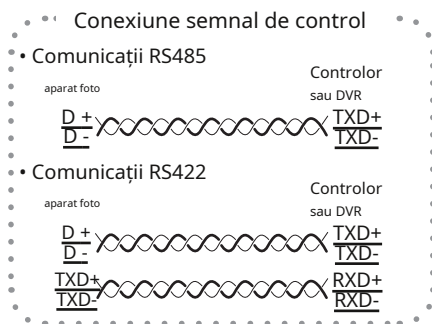 Conexiune semnal de control
• Comunicații RS485
aparat foto
Controlor
sau DVR
D +
TXD+
D -
TXD-
• Comunicații RS422
aparat foto
Controlor
sau DVR
D +
TXD+
D -
TXD-
TXD+
RXD+
TXD-
RXD-